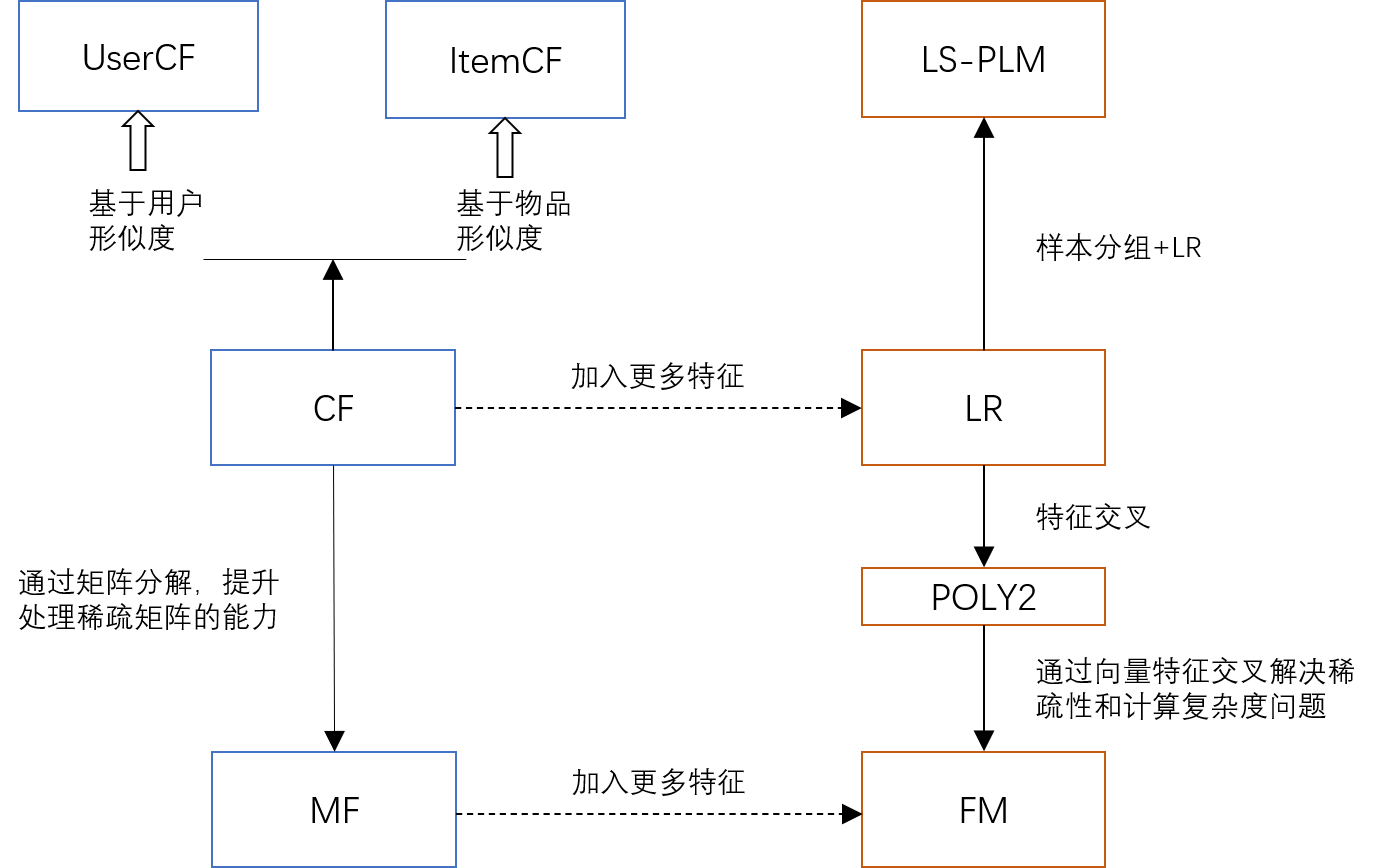 UserCF
ItemCF
LS-PLM
基于用户
形似度
基于物品
形似度
样本分组+LR
加入更多特征
CF
LR
特征交叉
通过矩阵分解，提升
处理稀疏矩阵的能力
POLY2
通过向量特征交叉解决稀
疏性和计算复杂度问题
加入更多特征
MF
FM